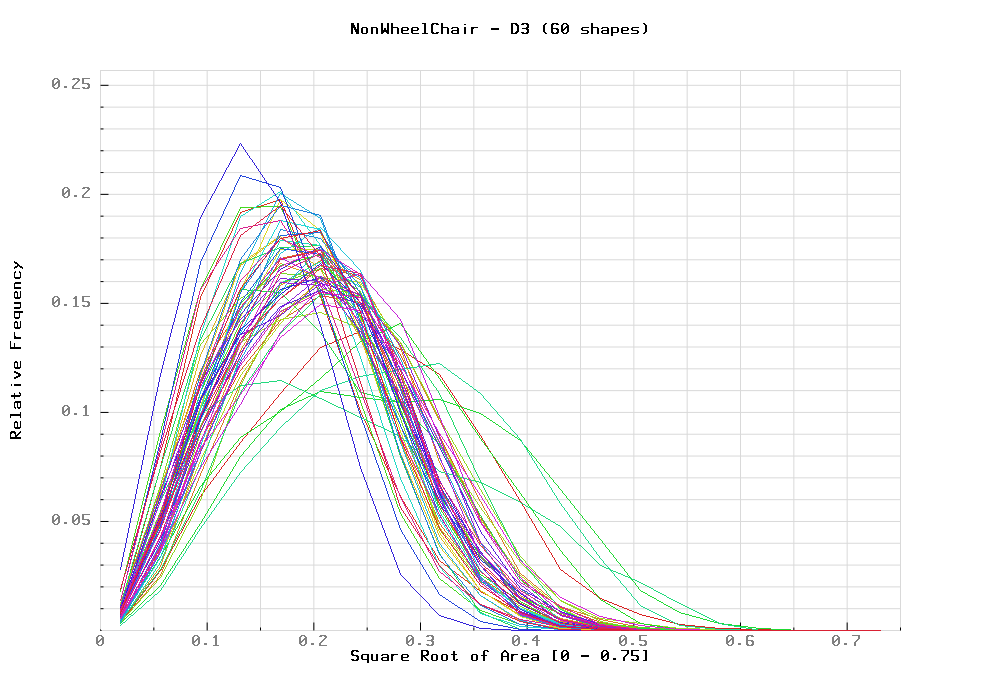 NonWheelChair - D3 (60 shapes)
0.25
0.2
0.15
0.1
0.05
Relative Frequency
0 0.1 0.2 0.3 0.4 0.5 0.6 0.7
Square Root of Area [0 - 0.75]